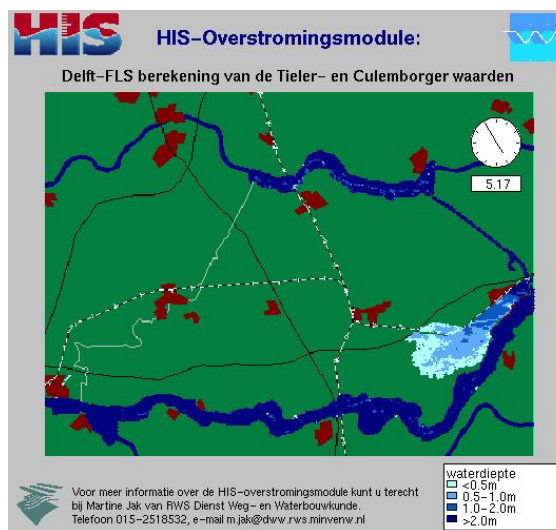 HIS
HIS-Overstromingsmodule:
Delft-FLS berekening van de Tieler- en Culemborger waarden
5.17
Voor meer informatie over de HIS-overstromingsmodule kunt u terecht
bij Martine Jak van RWS Dienst Weg- en Waterbouwkunde.
Telefoon 015-2518532, e-mail m.jak@dww.rws.minvenw.nl
waterdiepte
<0.5m
0.5-1.0m
1.0-2.0m
>2.0m